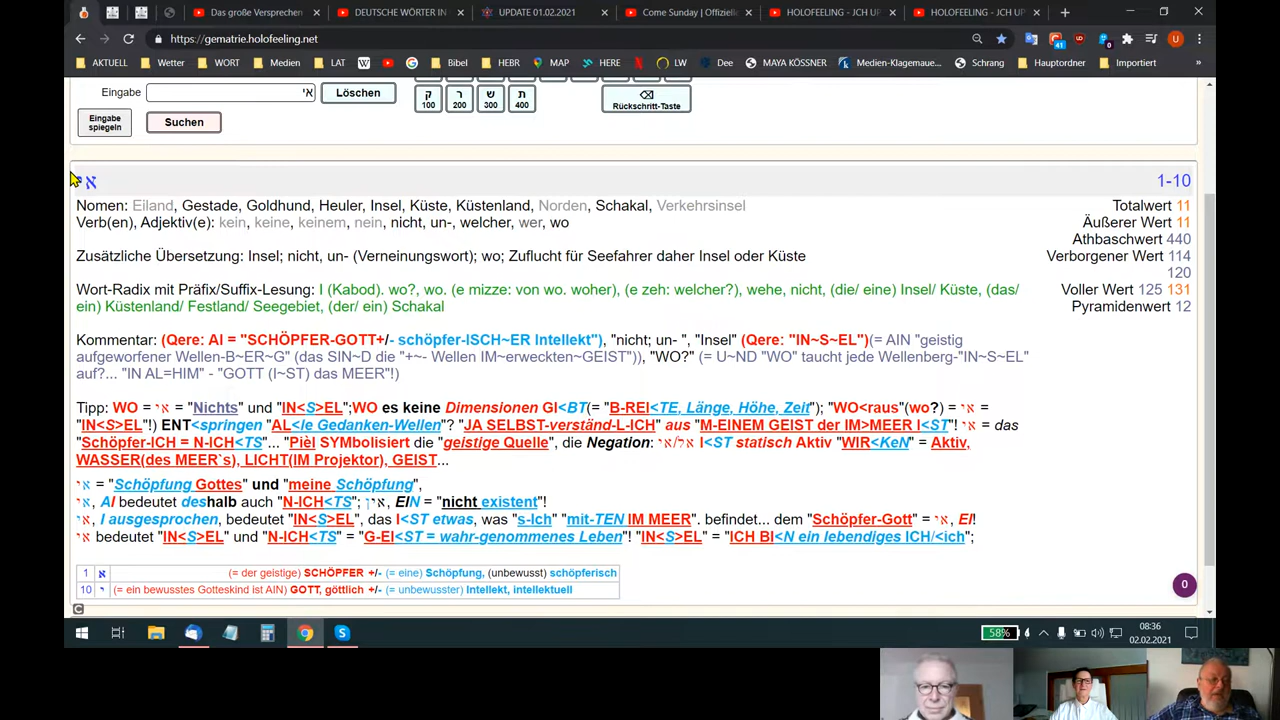 Das große Versprechen
DEUTSCHE WÖRTER IN
UPDATE 01.02.2021
Come Sunday | Offiziell
HOLOFEELING - JCH UP
HOLOFEELING - JCH UP
https://gematrie.holofeeling.net
41
0
U
AKTUELL
Wetter
WORT
Medien
LAT
W
G
Bibel
HEBR
MAP
HERE
LW
Dee
MAYA KÖSSNER
Medien-Klagemaue...
Schrang
Hauptordner
Importiert
»
Eingabe
אי
Löschen
ק
100
ר
200
ש
300
ת
400
Rückschritt-Taste
Eingabe spiegeln
Suchen
אי
1-10
Nomen: Eiland, Gestade, Goldhund, Heuler, Insel, Küste, Küstenland, Norden, Schakal, Verkehrsinsel
Totalwert 11
Verb(en), Adjektiv(e): kein, keine, keinem, nein, nicht, un-, welcher, wer, wo
Äußerer Wert 11
Athbaschwert 440
Zusätzliche Übersetzung: Insel; nicht, un- (Verneinungswort); wo; Zuflucht für Seefahrer daher Insel oder Küste
Verborgener Wert 114
120
Wort-Radix mit Präfix/Suffix-Lesung: I (Kabod). wo?, wo. (e mizze: von wo. woher), (e zeh: welcher?), wehe, nicht, (die/ eine) Insel/ Küste, (das/
Voller Wert 125 131
ein) Küstenland/ Festland/ Seegebiet, (der/ ein) Schakal
Pyramidenwert 12
Kommentar: (Qere: AI = "SCHÖPFER-GOTT+/- schöpfer-ISCH~ER Intellekt"), "nicht; un- ", "Insel" (Qere: "IN~S~EL")(= AIN "geistig
aufgeworfener Wellen-B~ER~G" (das SIN~D die "+~- Wellen IM~erweckten~GEIST")), "WO?" (= U~ND "WO" taucht jede Wellenberg-"IN~S~EL"
auf?... "IN AL=HIM" - "GOTT (I~ST) das MEER"!)
Tipp: WO = אי = "Nichts" und "IN<S>EL";WO es keine Dimensionen GI<BT(= "B-REI<TE, Länge, Höhe, Zeit"); "WO<raus"(wo?) = אי =
"IN<S>EL"!) ENT<springen "AL<le Gedanken-Wellen"? "JA SELBST-verständ-L-ICH" aus "M-EINEM GEIST der IM>MEER I<ST"! אי = das
"Schöpfer-ICH = N-ICH<TS"... "Pièl SYMbolisiert die "geistige Quelle", die Negation: אל/אי I<ST statisch Aktiv "WIR<KeN" = Aktiv,
WASSER(des MEER`s), LICHT(IM Projektor), GEIST...
אי = "Schöpfung Gottes" und "meine Schöpfung",
אי, AI bedeutet deshalb auch "N-ICH<TS"; אין, EIN = "nicht existent"!
אי, I ausgesprochen, bedeutet "IN<S>EL", das I<ST etwas, was "s-Ich" "mit-TEN IM MEER". befindet... dem "Schöpfer-Gott" = אי, EI!
אי bedeutet "IN<S>EL" und "N-ICH<TS" = "G-EI<ST = wahr-genommenes Leben"! "IN<S>EL" = "ICH BI<N ein lebendiges ICH/<ich";
1 א (= der geistige) SCHÖPFER +/- (= eine) Schöpfung, (unbewusst) schöpferisch
10 י (= ein bewusstes Gotteskind ist AIN) GOTT, göttlich +/- (= unbewusster) Intellekt, intellektuell
0
C
58%
08:36
02.02.2021